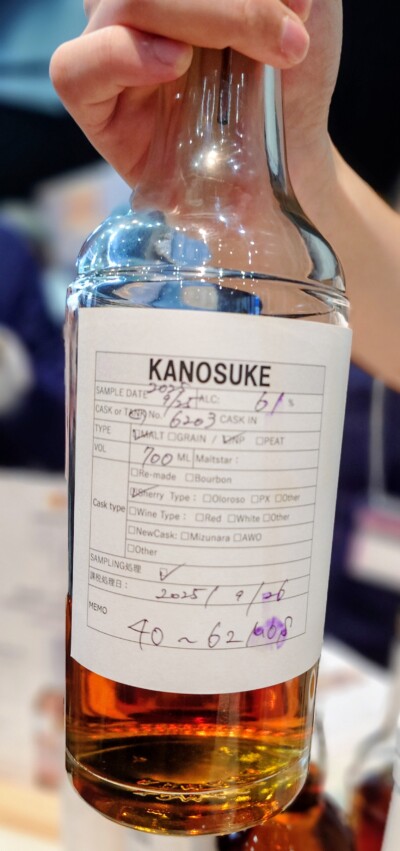 KANOSUKE
SAMPLE DATE 2025 9/25 ALC: 61 %
CASK or TANK No. 6203 CASK IN
TYPE ☑MALT ☐GRAIN / ☑NP ☐PEAT
VOL 700 ML Maltstar :
Cask type ☐Re-made ☐Bourbon
☑Sherry Type : ☐Oloroso ☐PX ☐Other
☐Wine Type : ☐Red ☐White ☐Other
☐NewCask: ☐Mizunara ☐AWO
☐Other
SAMPLING処理 ✓
課税処理日: 2025/9/26
MEMO
40~62